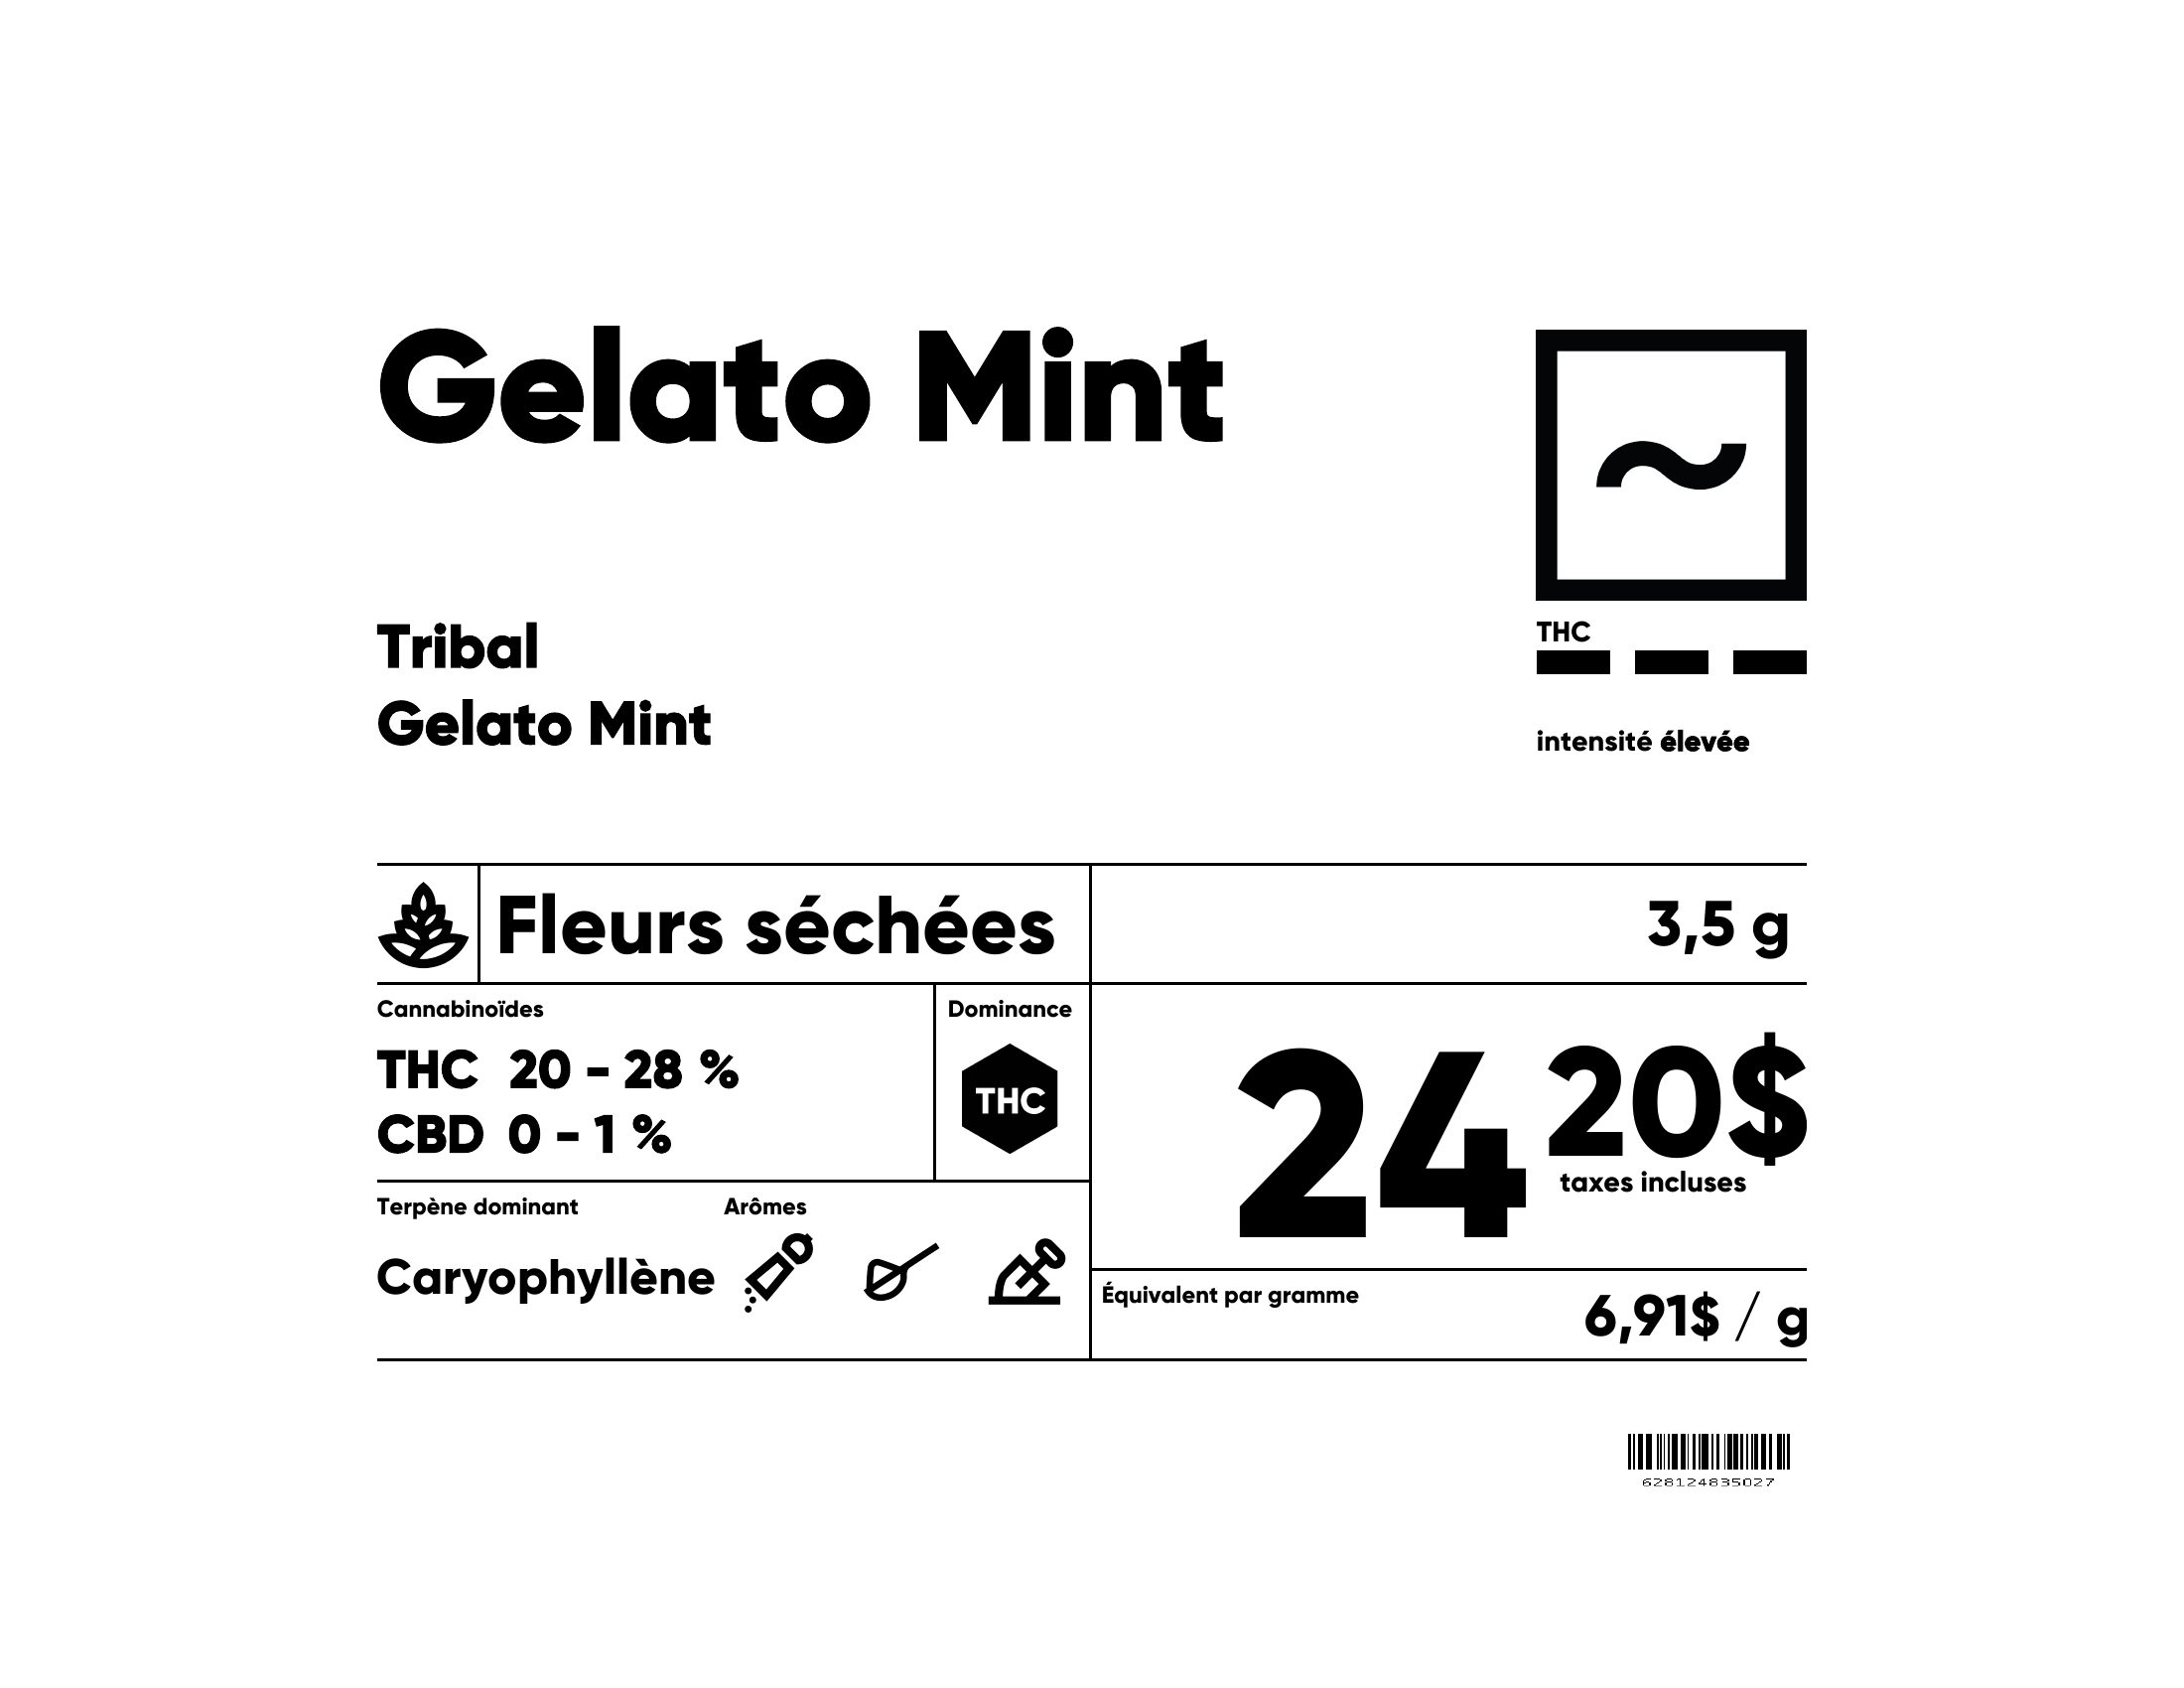 Gelato Mint
~
Tribal
Gelato Mint
THC
intensité élevée
Fleurs séchées
3,5 g
Cannabinoïdes
THC 20 - 28 %
CBD 0 - 1 %
Dominance
THC
24 20$
taxes incluses
Terpène dominant
Caryophyllène
Arômes
Équivalent par gramme
6,91$ / g
628124835027